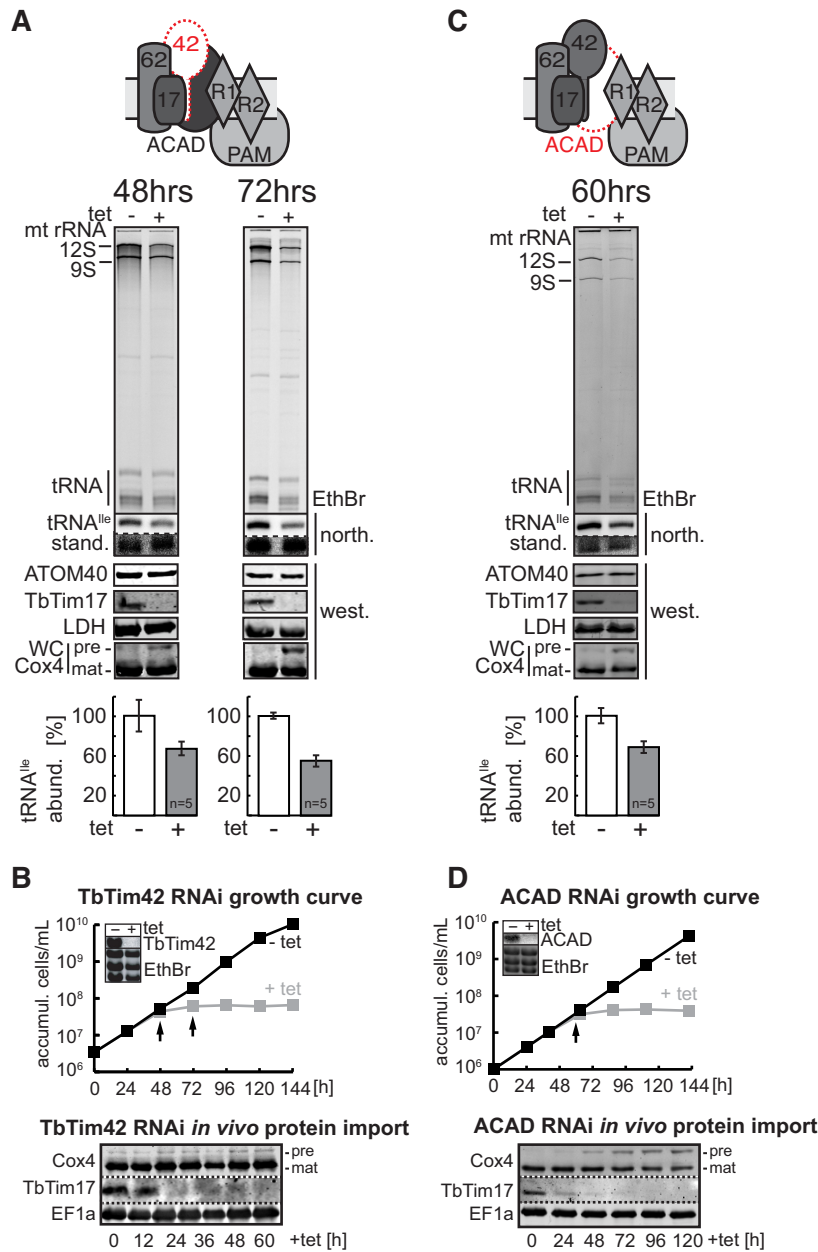 A
42
62
17
R1
R2
ACAD
PAM
48hrs 72hrs
tet - + - +
mt rRNA
12S
9S
tRNA
EthBr
tRNAIle
stand.
north.
ATOM40
TbTim17
LDH
WC pre -
Cox4 mat -
west.
100
60
20
tRNAIle abund. [%]
n=5
tet - +
100
60
20
n=5
- +
B
TbTim42 RNAi growth curve
- + tet
TbTim42
EthBr
- tet
+ tet
accumul. cells/mL
10^10
10^9
10^8
10^7
10^6
0 24 48 72 96 120 144 [h]
TbTim42 RNAi in vivo protein import
Cox4
- pre
- mat
TbTim17
EF1a
0 12 24 36 48 60 +tet [h]
C
42
62
17
R1
R2
ACAD
PAM
60hrs
tet - +
mt rRNA
12S
9S
tRNA
EthBr
tRNAIle
stand.
north.
ATOM40
TbTim17
LDH
WC pre -
Cox4 mat -
west.
100
60
20
tRNAIle abund. [%]
n=5
tet - +
D
ACAD RNAi growth curve
- + tet
ACAD
EthBr
- tet
+ tet
accumul. cells/mL
10^10
10^9
10^8
10^7
10^6
0 24 48 72 96 120 144 [h]
ACAD RNAi in vivo protein import
Cox4
- pre
- mat
TbTim17
EF1a
0 24 48 72 96 120 +tet [h]